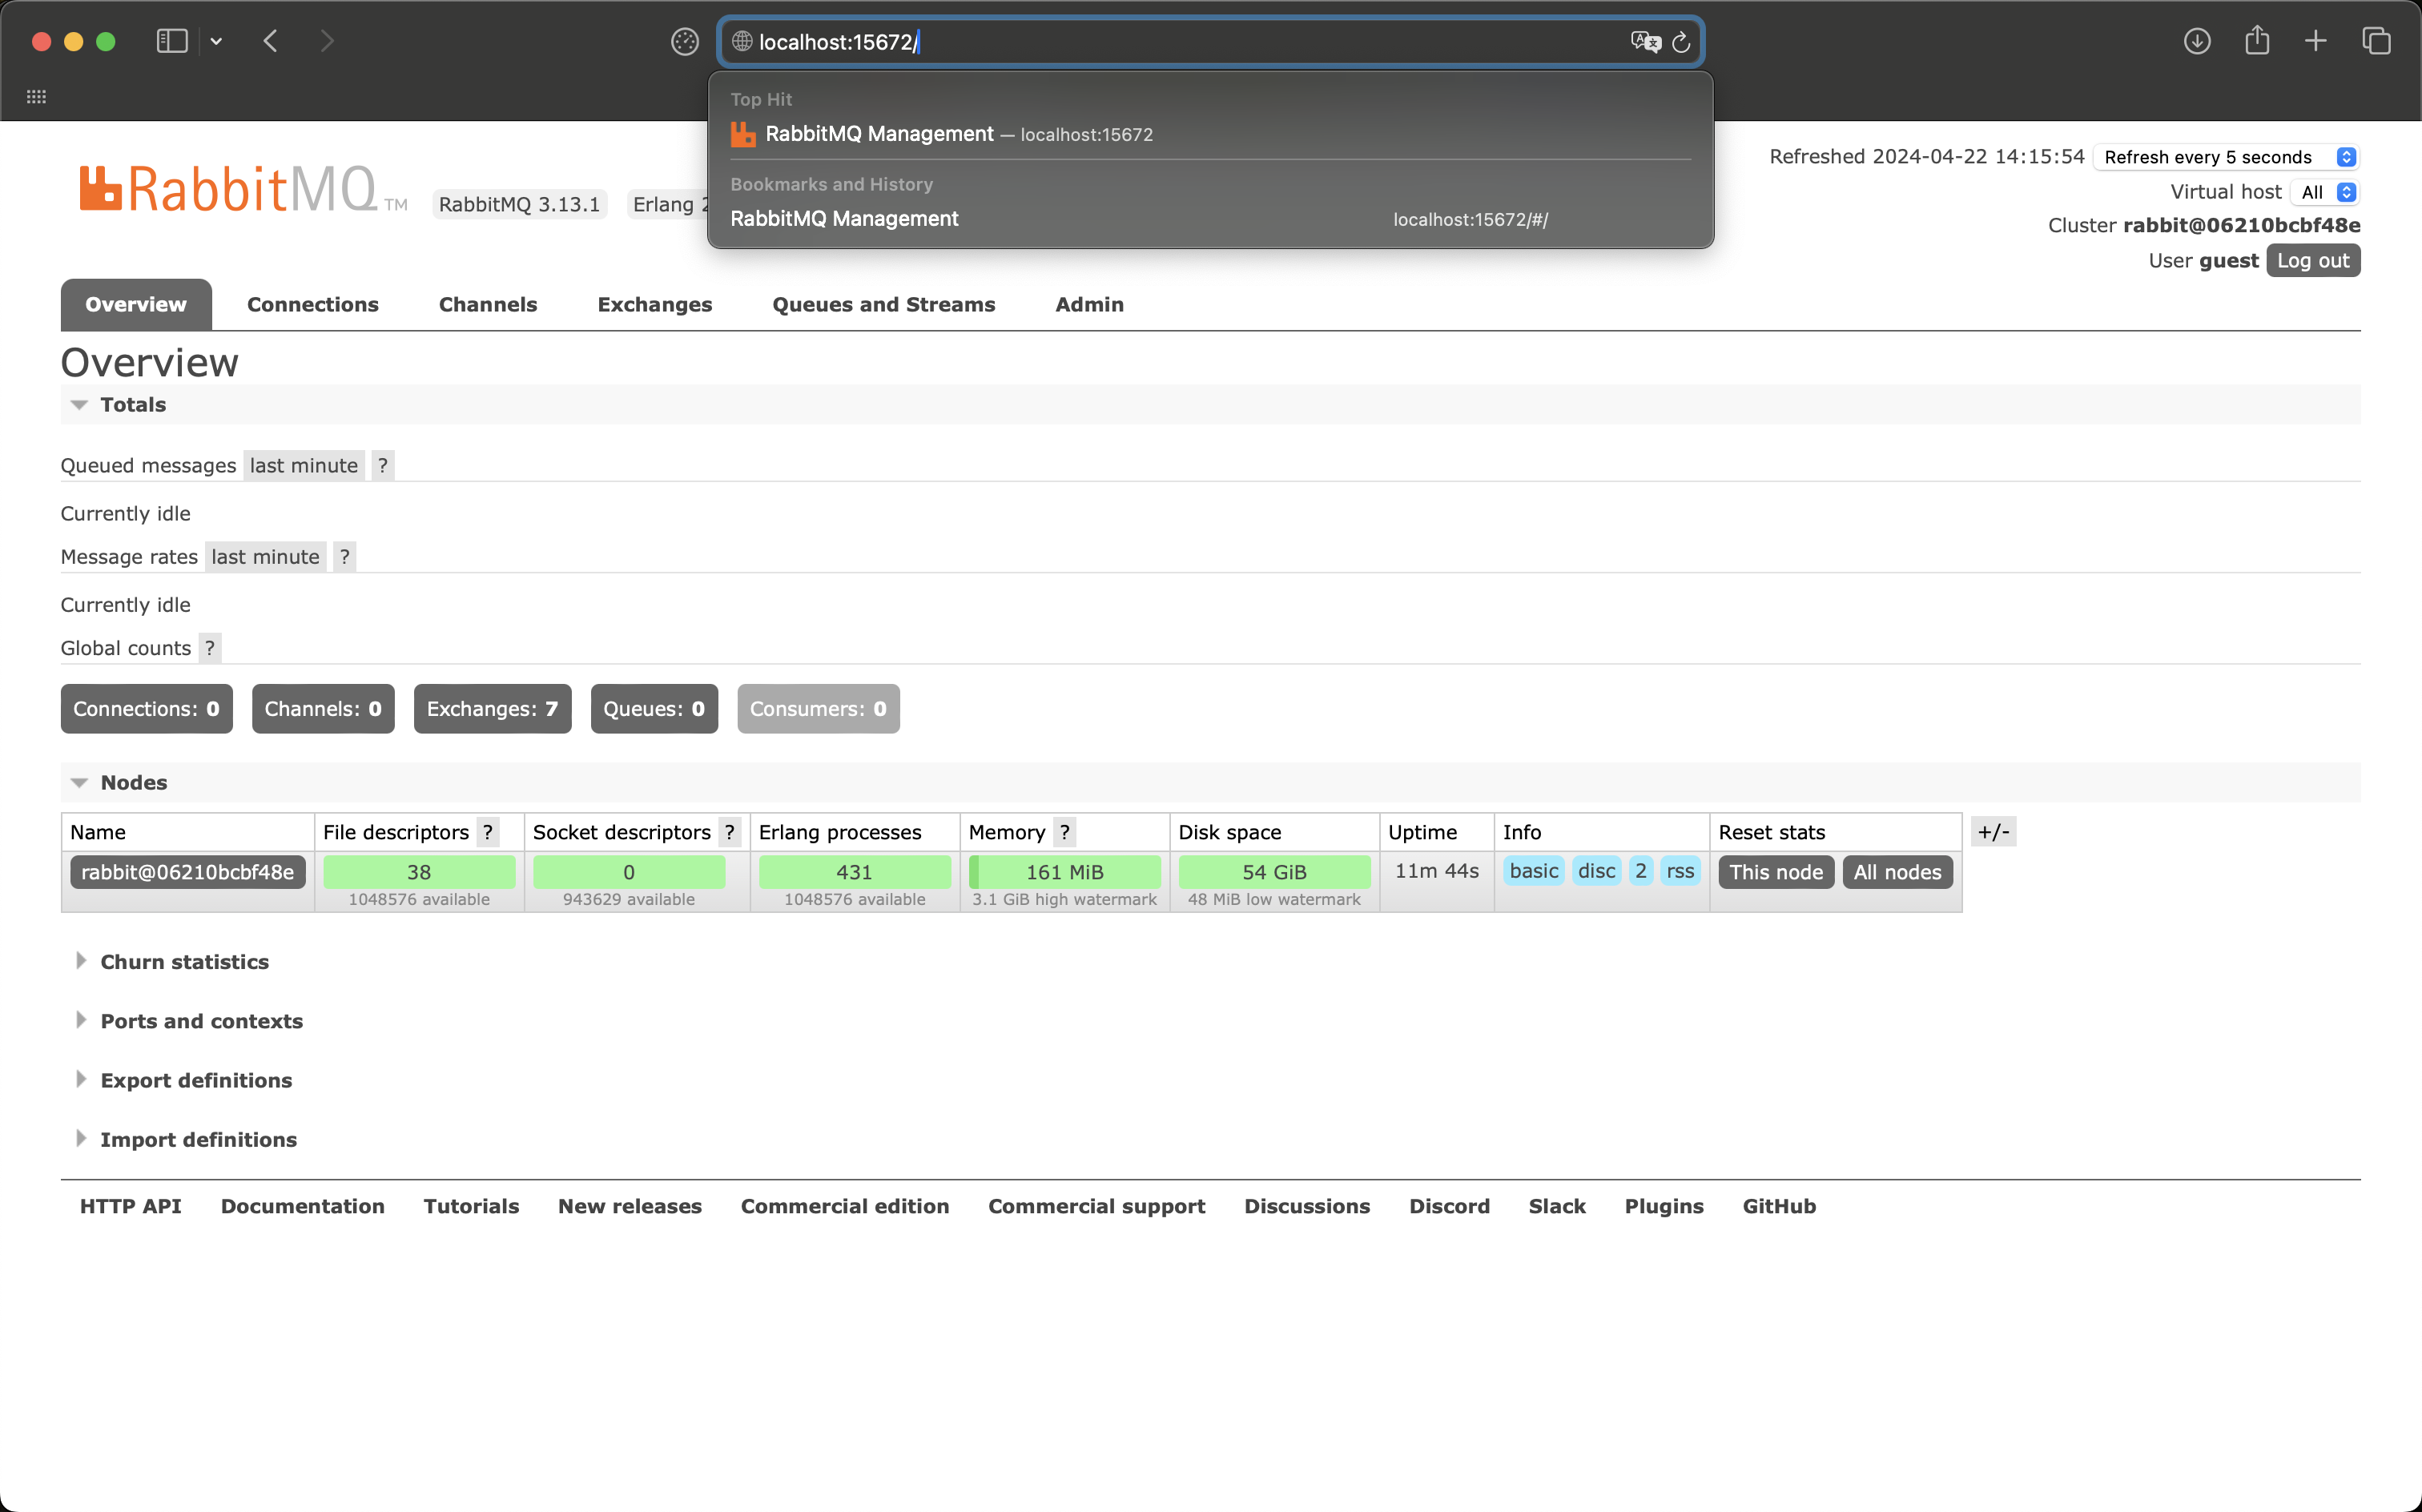 localhost:15672/
Top Hit
RabbitMQ Management — localhost:15672
Bookmarks and History
RabbitMQ Management localhost:15672/#/
RabbitMQ TM RabbitMQ 3.13.1 Erlang
Refreshed 2024-04-22 14:15:54 Refresh every 5 seconds
Virtual host All
Cluster rabbit@06210bcbf48e
User guest Log out
Overview Connections Channels Exchanges Queues and Streams Admin
Overview
Totals
Queued messages last minute ?
Currently idle
Message rates last minute ?
Currently idle
Global counts ?
Connections: 0 Channels: 0 Exchanges: 7 Queues: 0 Consumers: 0
Nodes
Name File descriptors ? Socket descriptors ? Erlang processes Memory ? Disk space Uptime Info Reset stats +/-
rabbit@06210bcbf48e 38 0 431 161 MiB 54 GiB 11m 44s basic disc 2 rss This node All nodes
1048576 available 943629 available 1048576 available 3.1 GiB high watermark 48 MiB low watermark
Churn statistics
Ports and contexts
Export definitions
Import definitions
HTTP API Documentation Tutorials New releases Commercial edition Commercial support Discussions Discord Slack Plugins GitHub